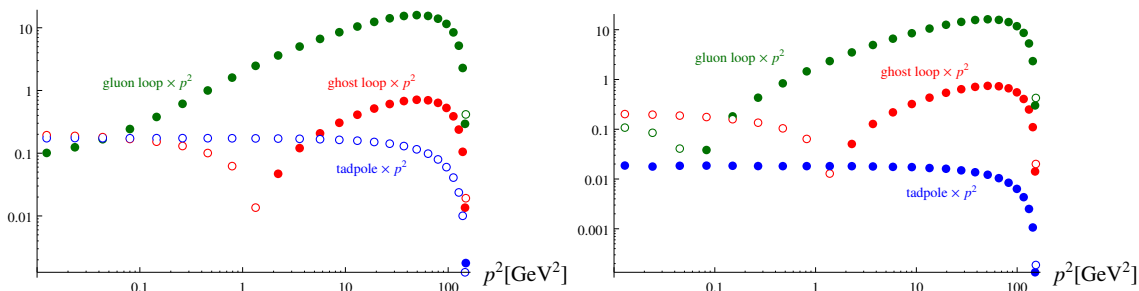 10
1
0.1
0.01
gluon loop × p²
ghost loop × p²
tadpole × p²
0.1 1 10 100
p²[GeV²]
10
1
0.1
0.01
0.001
gluon loop × p²
ghost loop × p²
tadpole × p²
0.1 1 10 100
p²[GeV²]